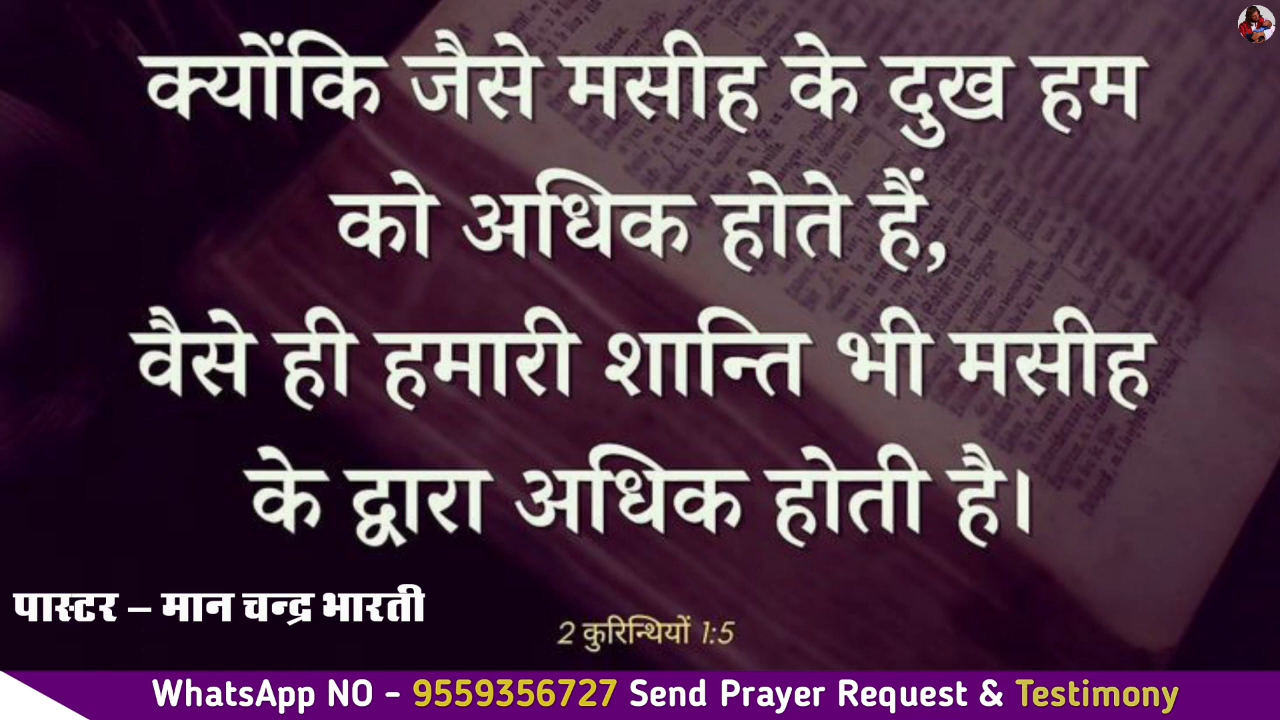 क्योंकि जैसे मसीह के दुख हम
को अधिक होते हैं,
वैसे ही हमारी शान्ति भी मसीह
के द्वारा अधिक होती है।
पास्टर – मान चन्द्र भारती
2 कुरिन्थियों 1:5
WhatsApp NO - 9559356727 Send Prayer Request & Testimony